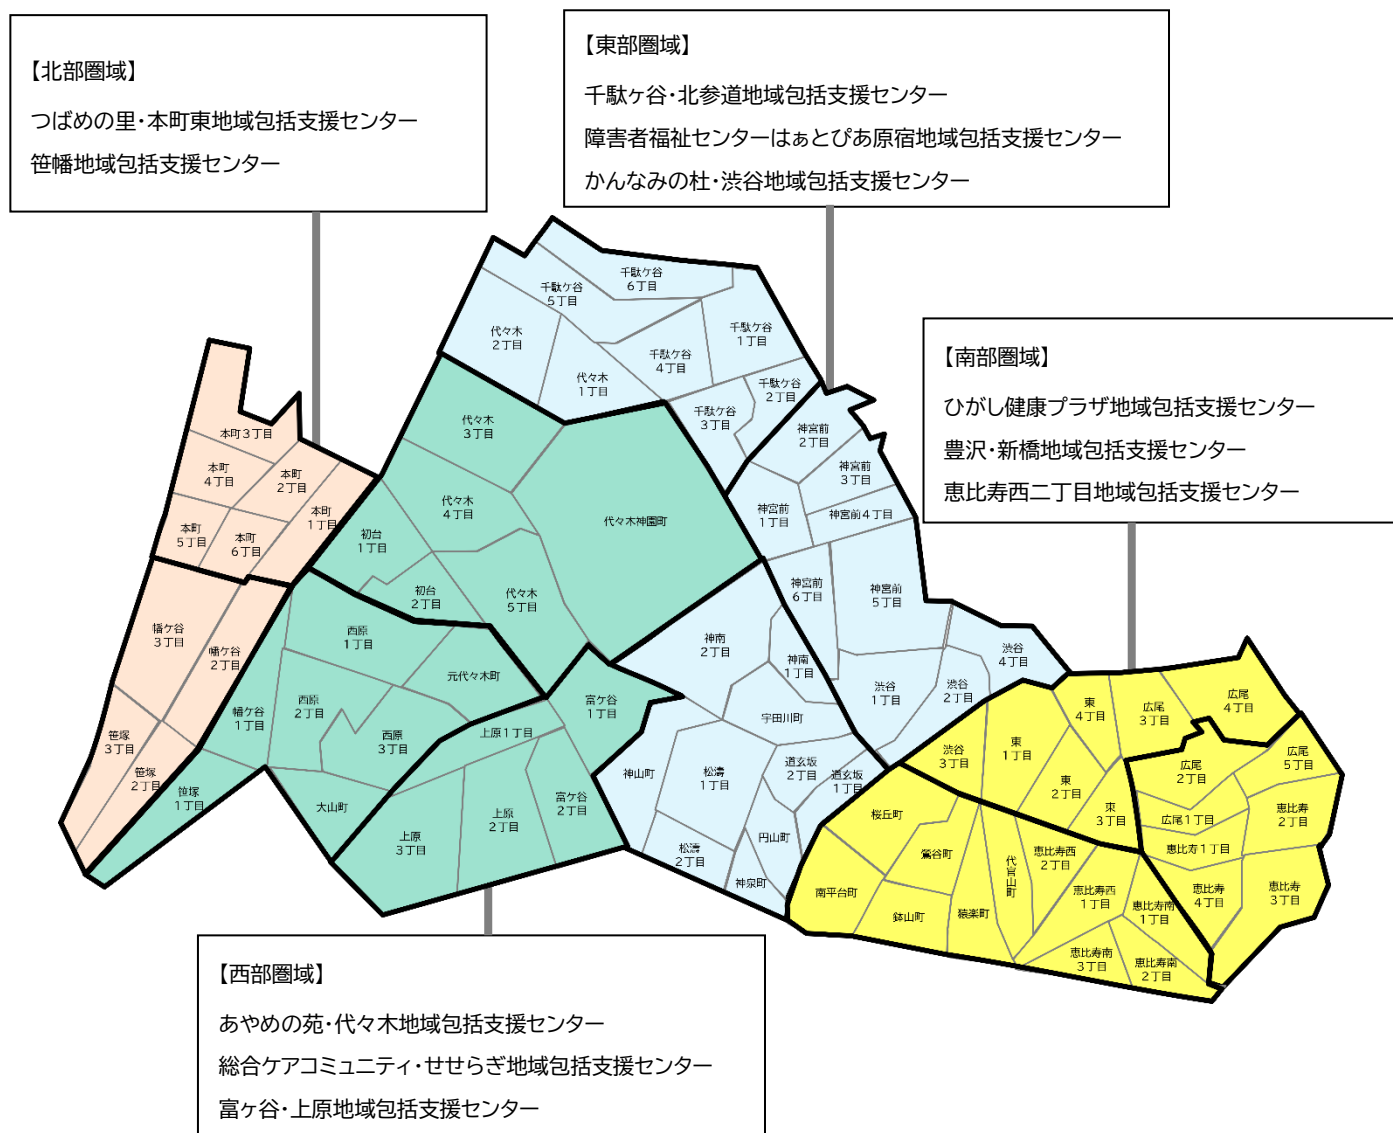 【北部圏域】
つばめの里・本町東地域包括支援センター
笹幡地域包括支援センター
【東部圏域】
千駄ヶ谷・北参道地域包括支援センター
障害者福祉センターはぁとぴあ原宿地域包括支援センター
かんなみの杜・渋谷地域包括支援センター
【南部圏域】
ひがし健康プラザ地域包括支援センター
豊沢・新橋地域包括支援センター
恵比寿西二丁目地域包括支援センター
【西部圏域】
あやめの苑・代々木地域包括支援センター
総合ケアコミュニティ・せせらぎ地域包括支援センター
富ヶ谷・上原地域包括支援センター
千駄ケ谷
6丁目
千駄ケ谷
5丁目
代々木
2丁目
千駄ケ谷
1丁目
千駄ケ谷
4丁目
代々木
1丁目
千駄ケ谷
2丁目
千駄ケ谷
3丁目
神宮前
2丁目
神宮前
3丁目
神宮前
1丁目
神宮前4丁目
神宮前
6丁目
神宮前
5丁目
渋谷
4丁目
渋谷
1丁目
渋谷
2丁目
神南
2丁目
神南
1丁目
宇田川町
神山町
松濤
1丁目
道玄坂
2丁目
道玄坂
1丁目
円山町
松濤
2丁目
神泉町
本町3丁目
本町
4丁目
本町
2丁目
本町
1丁目
本町
5丁目
本町
6丁目
幡ケ谷
3丁目
幡ケ谷
2丁目
笹塚
3丁目
笹塚
2丁目
代々木
3丁目
代々木
4丁目
代々木神園町
初台
1丁目
初台
2丁目
代々木
5丁目
西原
1丁目
元代々木町
西原
2丁目
西原
3丁目
幡ケ谷
1丁目
笹塚
1丁目
大山町
富ケ谷
1丁目
上原1丁目
上原
2丁目
富ケ谷
2丁目
上原
3丁目
渋谷
3丁目
東
1丁目
東
4丁目
広尾
3丁目
広尾
4丁目
東
2丁目
東
3丁目
広尾
2丁目
広尾
5丁目
広尾1丁目
恵比寿
2丁目
恵比寿1丁目
恵比寿
4丁目
恵比寿
3丁目
桜丘町
鶯谷町
南平台町
鉢山町
猿楽町
代官山町
恵比寿西
2丁目
恵比寿西
1丁目
恵比寿南
1丁目
恵比寿南
3丁目
恵比寿南
2丁目